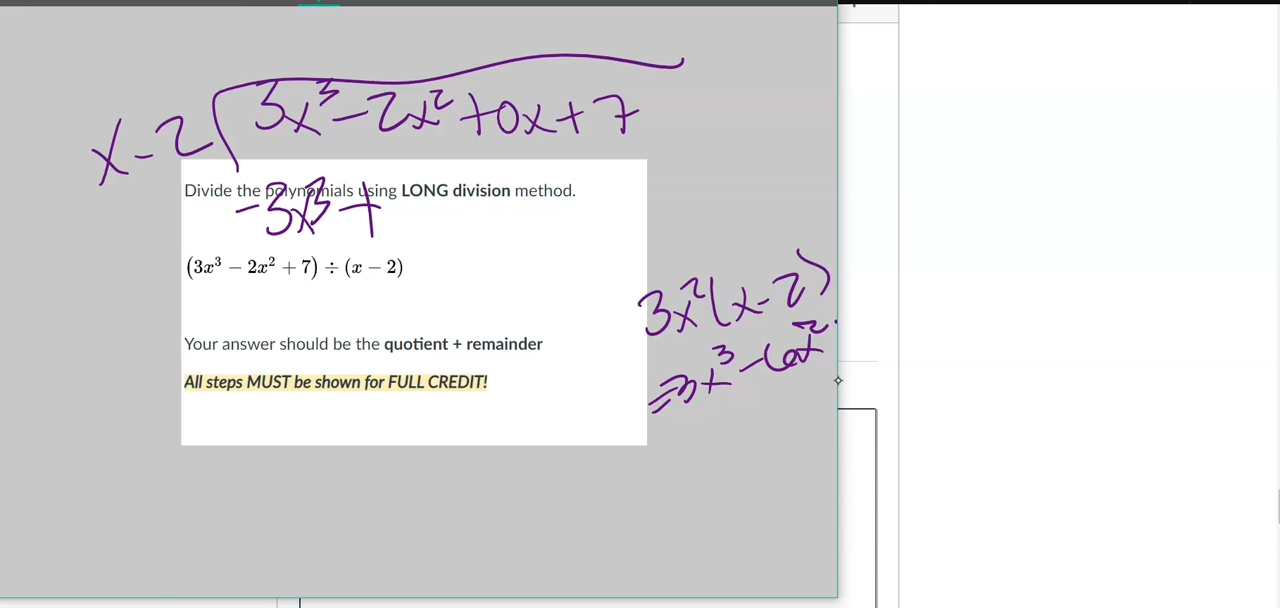 x-2 3x³-2x²+0x+7
Divide the polynomials using LONG division method.
-3x³+
(3x³ − 2x² + 7) ÷ (x − 2)
3x²(x-2)
Your answer should be the quotient + remainder
=3x³-6x²
All steps MUST be shown for FULL CREDIT!